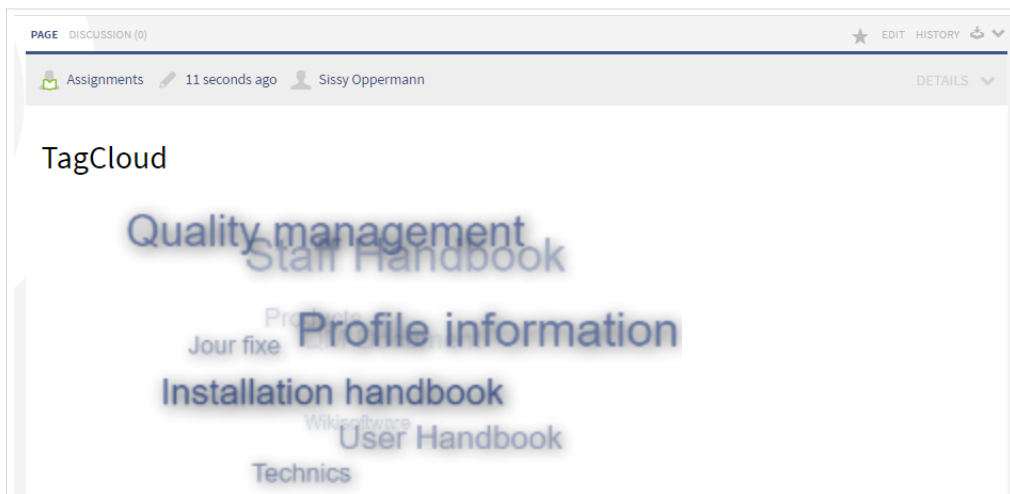 PAGE DISCUSSION (0) EDIT HISTORY
Assignments 11 seconds ago Sissy Oppermann DETAILS
TagCloud
Quality management
Staff Handbook
Products
Profile information
Jour fixe
Installation handbook
Wikisoftware
User Handbook
Technics